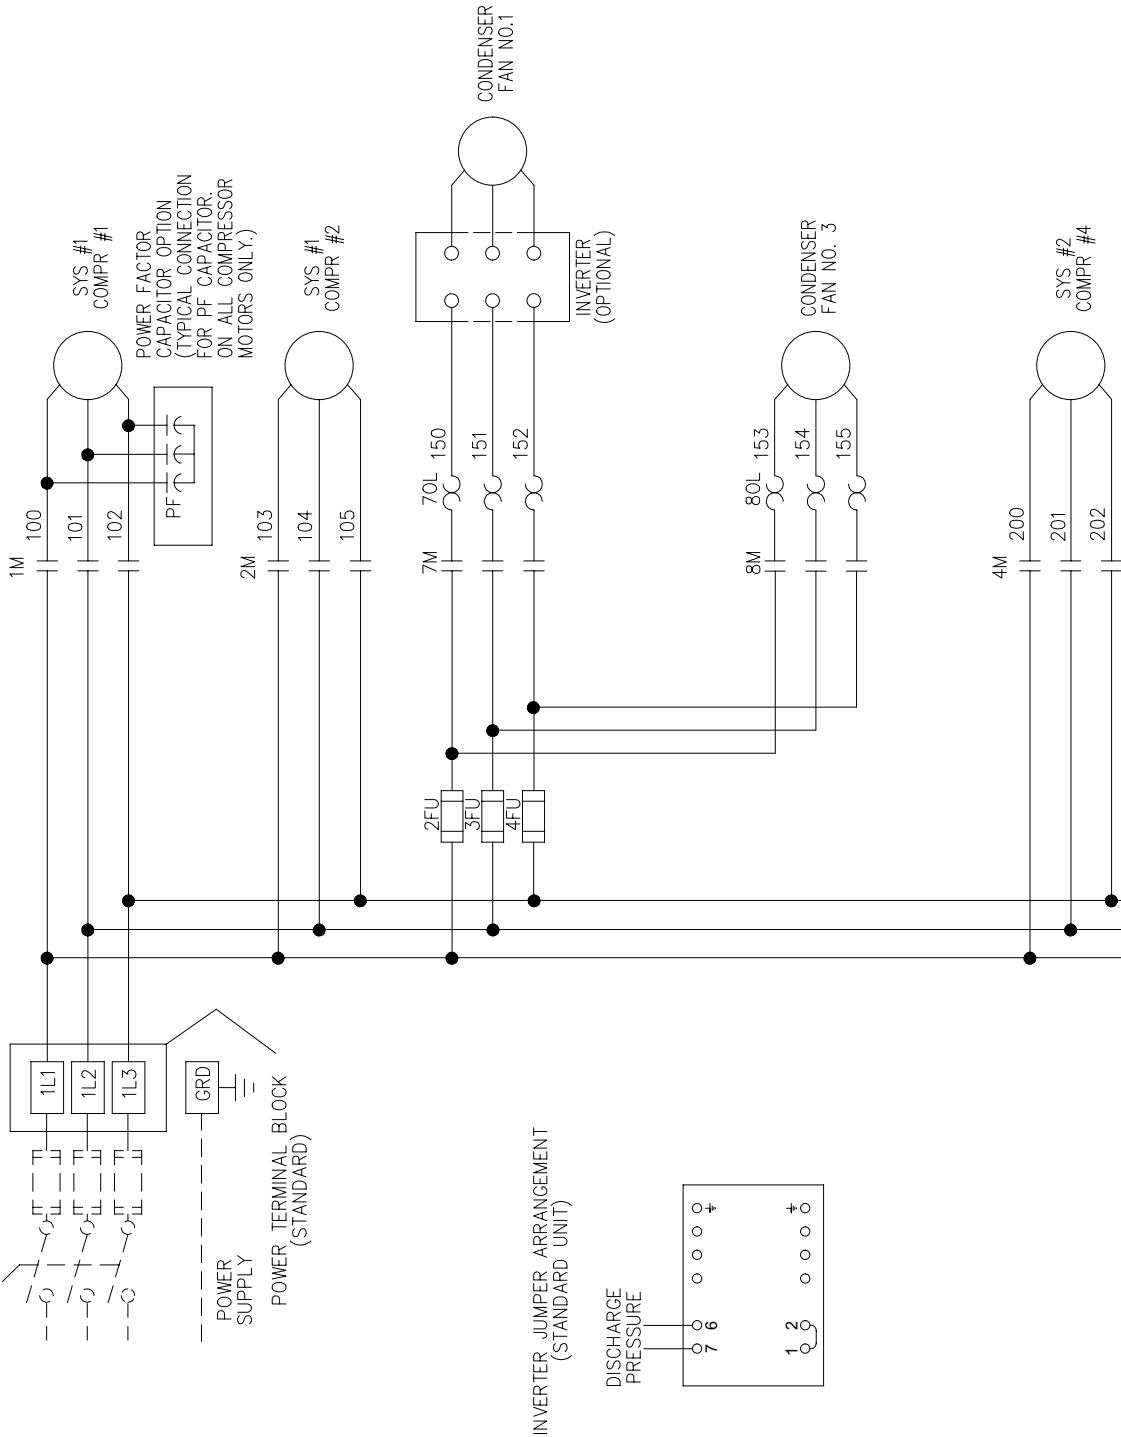 1L1
1L2
1L3
GRD
POWER
SUPPLY
POWER TERMINAL BLOCK
(STANDARD)
1M
100
101
102
PF
SYS #1
COMPR #1
POWER FACTOR
CAPACITOR OPTION
(TYPICAL CONNECTION
FOR PF CAPACITOR.
ON ALL COMPRESSOR
MOTORS ONLY.)
2M
103
104
105
SYS #1
COMPR #2
2FU
3FU
4FU
7M
7OL
150
151
152
INVERTER
(OPTIONAL)
CONDENSER
FAN NO.1
8M
8OL
153
154
155
CONDENSER
FAN NO. 3
4M
200
201
202
SYS #2
COMPR #4
INVERTER JUMPER ARRANGEMENT
(STANDARD UNIT)
DISCHARGE
PRESSURE
7 6
1 2